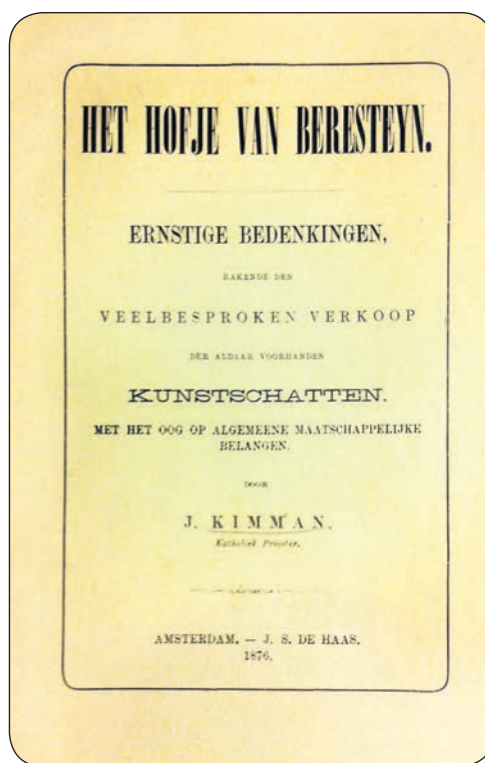 HET HOFJE VAN BERESTEYN.
ERNSTIGE BEDENKINGEN,
RAKENDE DEN
VEELBESPROKEN VERKOOP
DER ALDAAR VOORHANDEN
KUNSTSCHATTEN.
MET HET OOG OP ALGEMEENE MAATSCHAPPELIJKE
BELANGEN.
DOOR
J. KIMMAN.
Katholiek Priester.
AMSTERDAM. — J. S. DE HAAS.
1876.